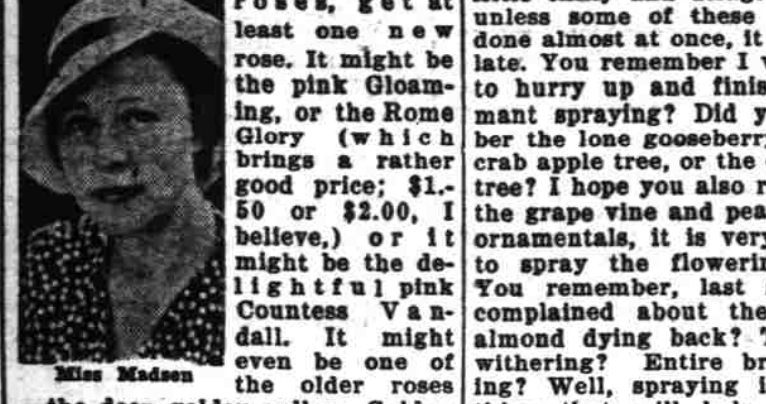 Roses, get at
least one new
rose. It might be
the pink Gloam-
ing, or the Rome
Glory (which
brings a rather
good price; $1.-
50 or $2.00, I
believe,) or it
might be the de-
lightful pink
Countess Van-
dall. It might
even be one of
the older roses
Miss Madsen
unless some of these
done almost at once, it
late. You remember I
to hurry up and finis
mant spraying? Did y
ber the lone gooseberry
crab apple tree, or the
tree? I hope you also r
the grape vine and pea
ornamentals, it is very
to spray the flowerin
You remember, last
complained about the
almond dying back?
withering? Entire br
ing? Well, spraying i